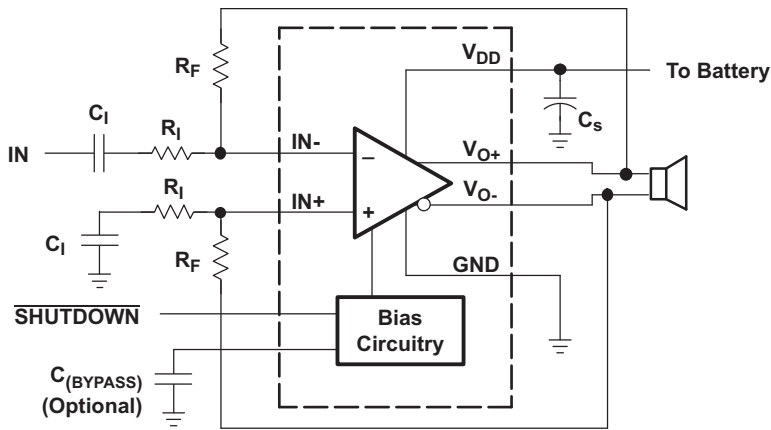 V_DD
To Battery
R_F
C_S
C_I
R_I
IN
IN-
V_O+
−
R_I
IN+
V_O-
+
C_I
R_F
GND
SHUTDOWN
Bias
Circuitry
C_(BYPASS)
(Optional)